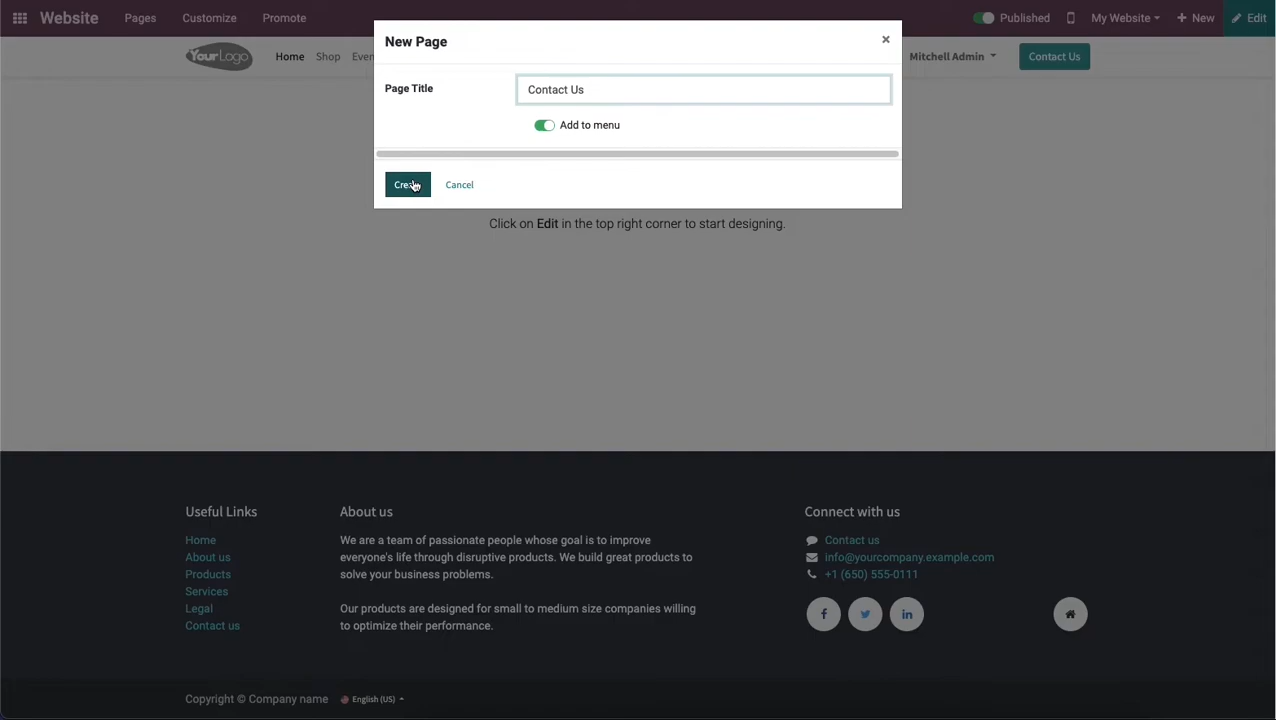 Website Pages Customize Promote Published My Website New Edit
YourLogo Home Shop Mitchell Admin Contact Us
New Page ×
Page Title Contact Us
Add to menu
Cancel
Click on Edit in the top right corner to start designing.
Useful Links
Home
About us
Products
Services
Legal
Contact us
About us
We are a team of passionate people whose goal is to improve
everyone's life through disruptive products. We build great products to
solve your business problems.
Our products are designed for small to medium size companies willing
to optimize their performance.
Connect with us
Contact us
info@yourcompany.example.com
+1 (650) 555-0111
Copyright © Company name English (US)